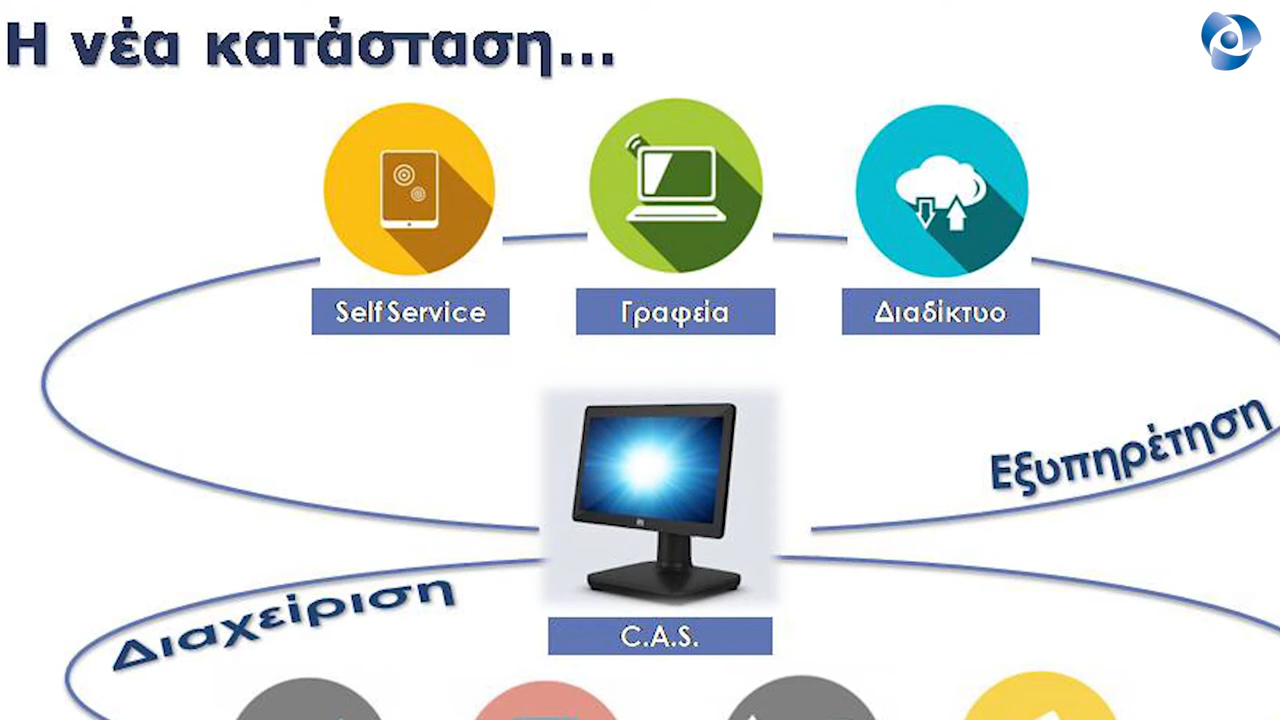 Η νέα κατάσταση...
Self Service
Γραφεία
Διαδίκτυο
Εξυπηρέτηση
Διαχείριση
C.A.S.